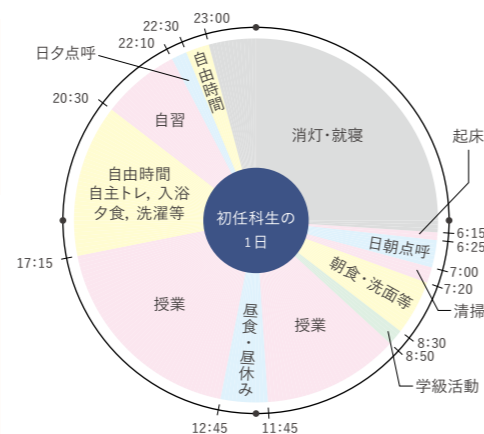 23:00
22:30
22:10
日夕点呼
自由時間
20:30
自習
消灯・就寝
起床
自由時間
自主トレ, 入浴
夕食, 洗濯等
初任科生の
1日
6:15
6:25
日朝点呼
7:00
7:20
清掃
朝食・洗面等
17:15
授業
昼食・昼休み
授業
8:30
8:50
学級活動
12:45
11:45